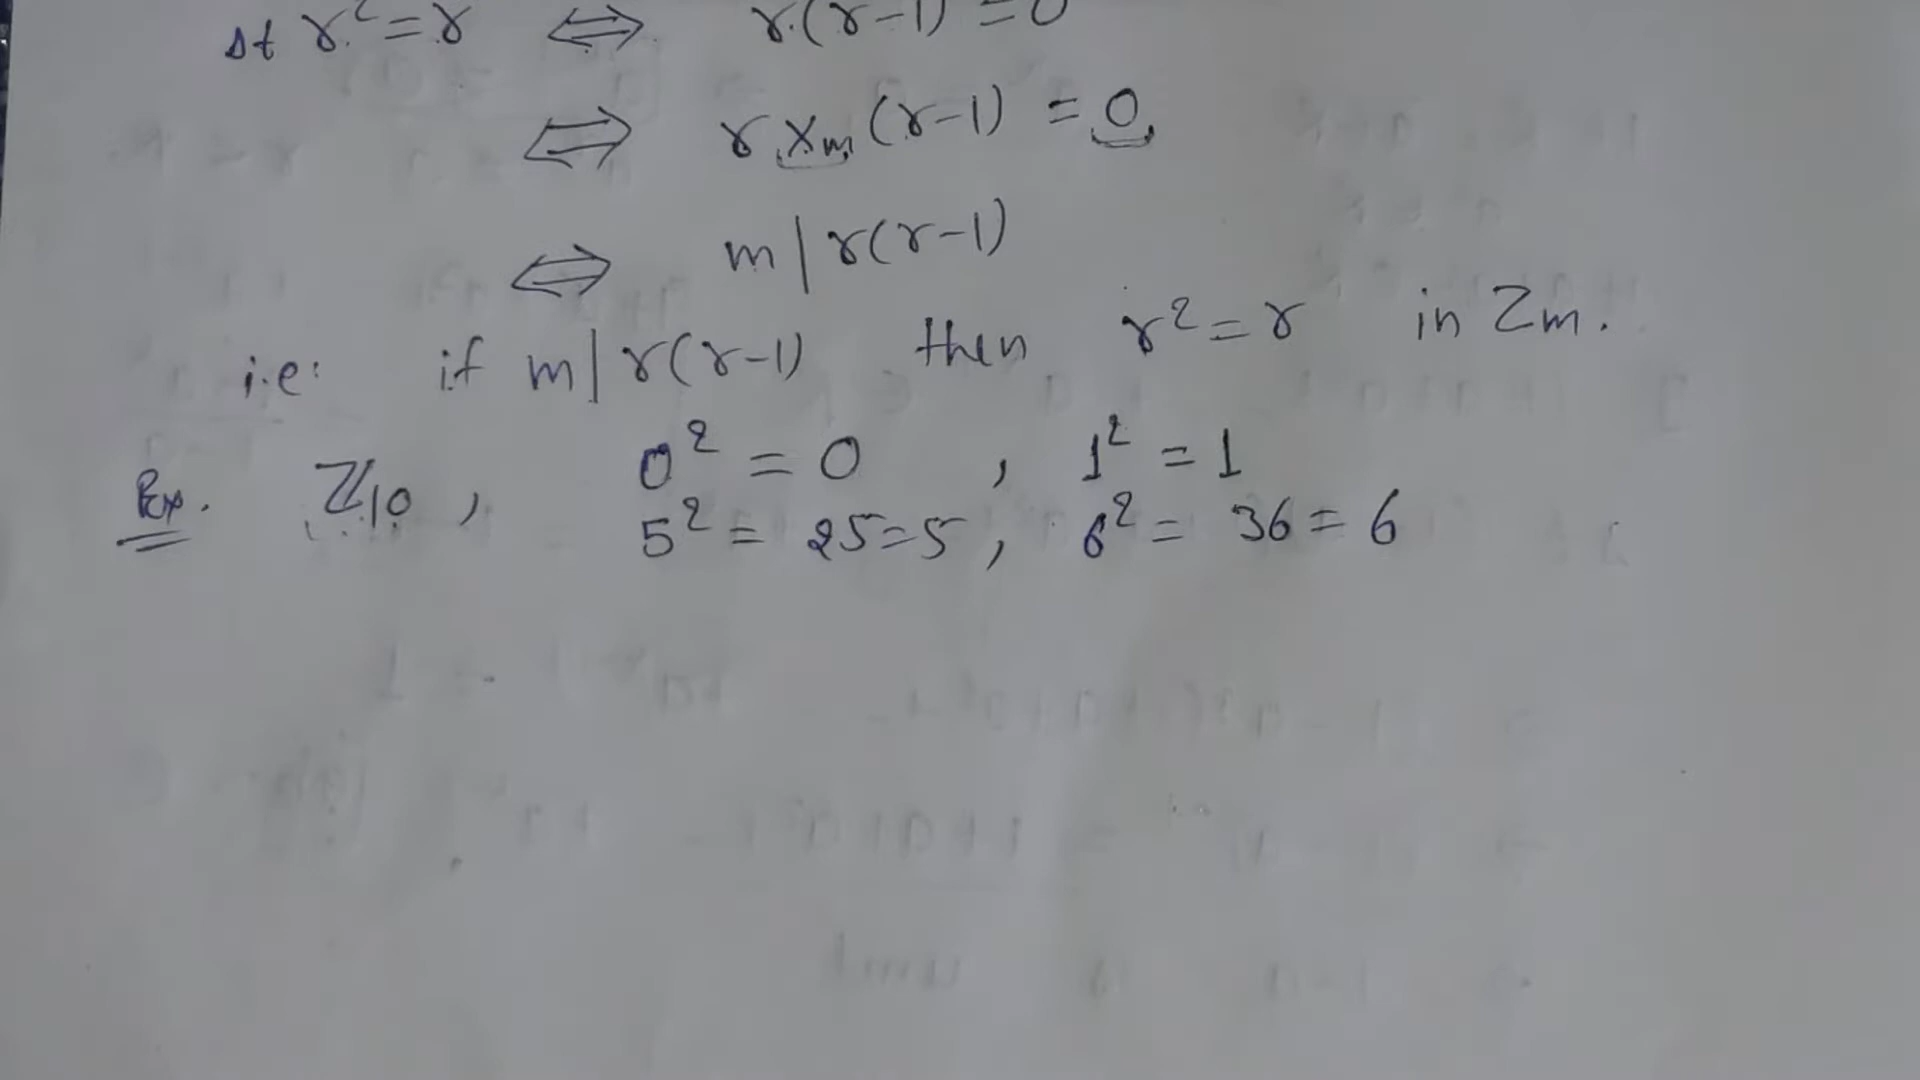 st r² = r ⇔ r.(r-1) = 0
⇔ r ×m (r-1) = 0
⇔ m | r(r-1)
i.e: if m | r(r-1) then r² = r in Zm.
Ex. Z10, 0² = 0 , 1² = 1
5² = 25 = 5 , 6² = 36 = 6